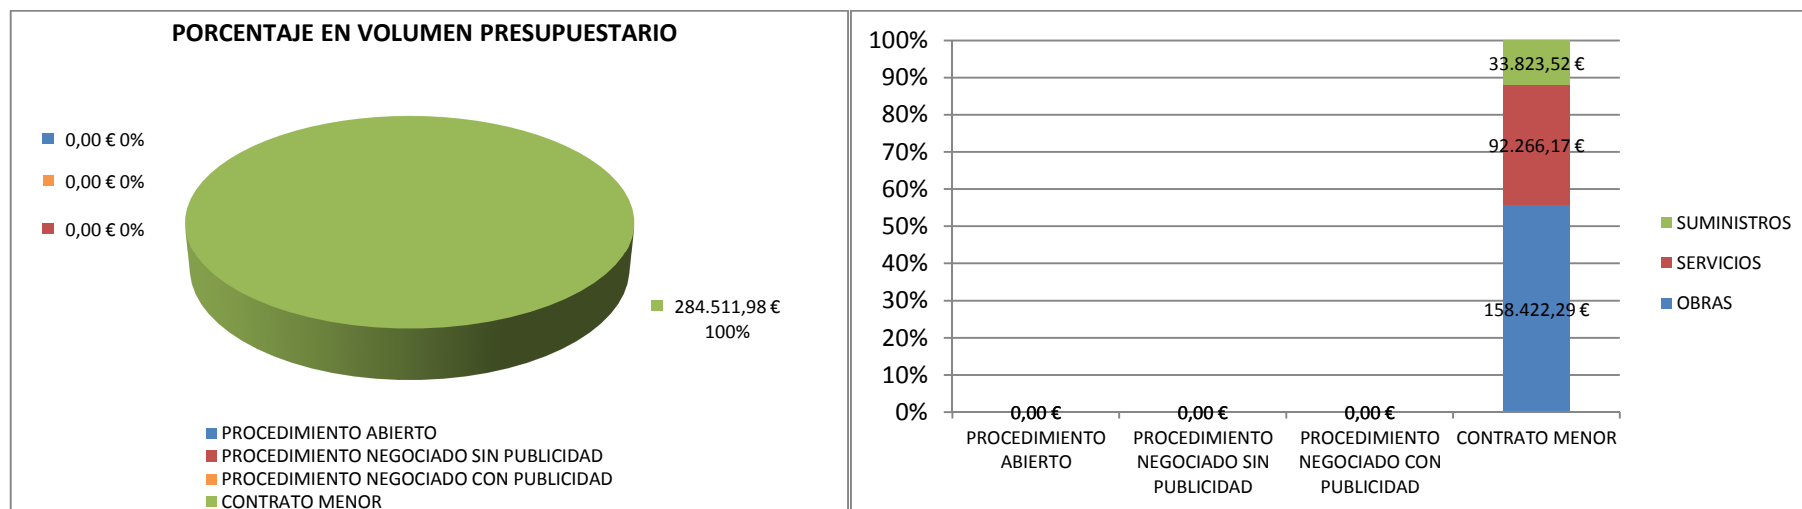 PORCENTAJE EN VOLUMEN PRESUPUESTARIO
0,00 € 0%
0,00 € 0%
0,00 € 0%
284.511,98 €
100%
PROCEDIMIENTO ABIERTO
PROCEDIMIENTO NEGOCIADO SIN PUBLICIDAD
PROCEDIMIENTO NEGOCIADO CON PUBLICIDAD
CONTRATO MENOR
100%
90%
80%
70%
60%
50%
40%
30%
20%
10%
0%
33.823,52 €
92.266,17 €
158.422,29 €
0,00 €
0,00 €
0,00 €
PROCEDIMIENTO
ABIERTO
PROCEDIMIENTO
NEGOCIADO SIN
PUBLICIDAD
PROCEDIMIENTO
NEGOCIADO CON
PUBLICIDAD
CONTRATO MENOR
SUMINISTROS
SERVICIOS
OBRAS